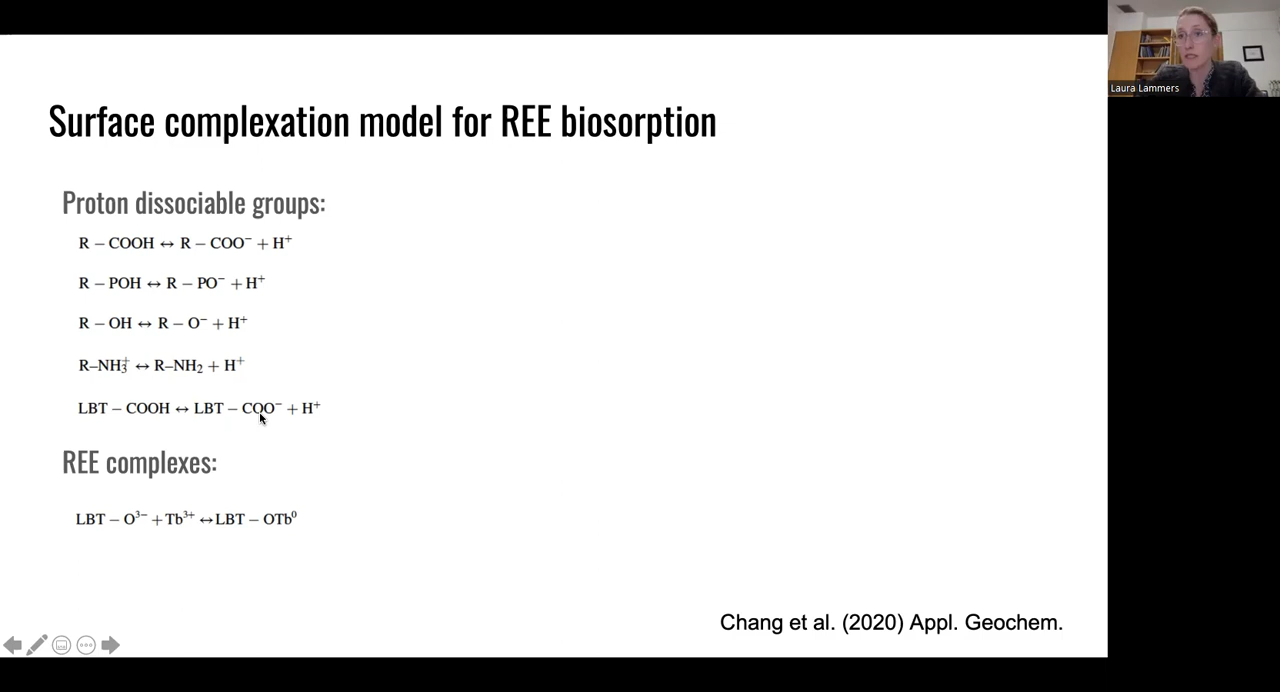 Surface complexation model for REE biosorption
Proton dissociable groups:
R – COOH ↔ R – COO⁻ + H⁺
R – POH ↔ R – PO⁻ + H⁺
R – OH ↔ R – O⁻ + H⁺
R–NH₃⁺ ↔ R–NH₂ + H⁺
LBT – COOH ↔ LBT – COO⁻ + H⁺
REE complexes:
LBT – O³⁻ + Tb³⁺ ↔ LBT – OTb⁰
Chang et al. (2020) Appl. Geochem.
Laura Lammers